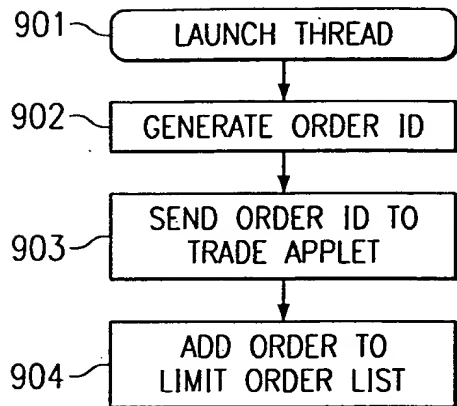 901 LAUNCH THREAD
902 GENERATE ORDER ID
903 SEND ORDER ID TO
TRADE APPLET
904 ADD ORDER TO
LIMIT ORDER LIST